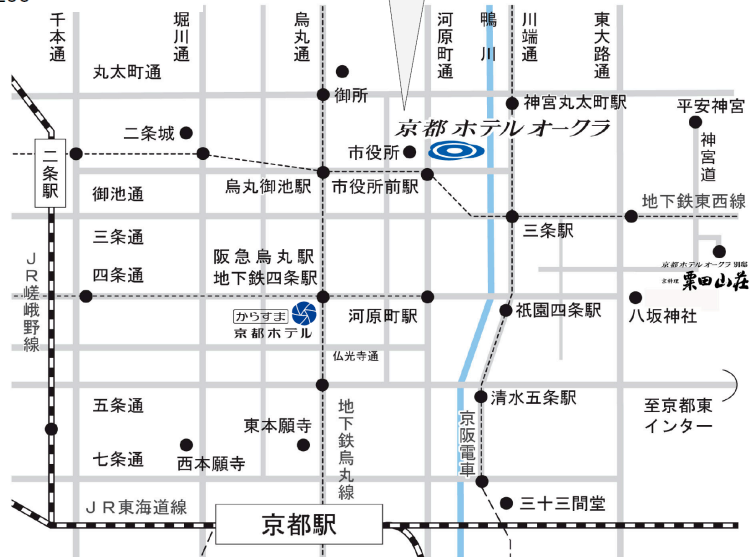 千本通
堀川通
烏丸通
河原町通
鴨川
川端通
東大路通
丸太町通
御所
神宮丸太町駅
平安神宮
二条城
京都ホテルオークラ
市役所
神宮道
二条駅
御池通
烏丸御池駅
市役所前駅
地下鉄東西線
三条通
三条駅
JR嵯峨野線
阪急烏丸駅
地下鉄四条駅
四条通
京都ホテルオークラ 別邸
京料理 粟田山荘
からすま
京都ホテル
河原町駅
祇園四条駅
八坂神社
仏光寺通
五条通
清水五条駅
地下鉄烏丸線
京阪電車
至京都東
インター
東本願寺
七条通
西本願寺
JR東海道線
京都駅
三十三間堂